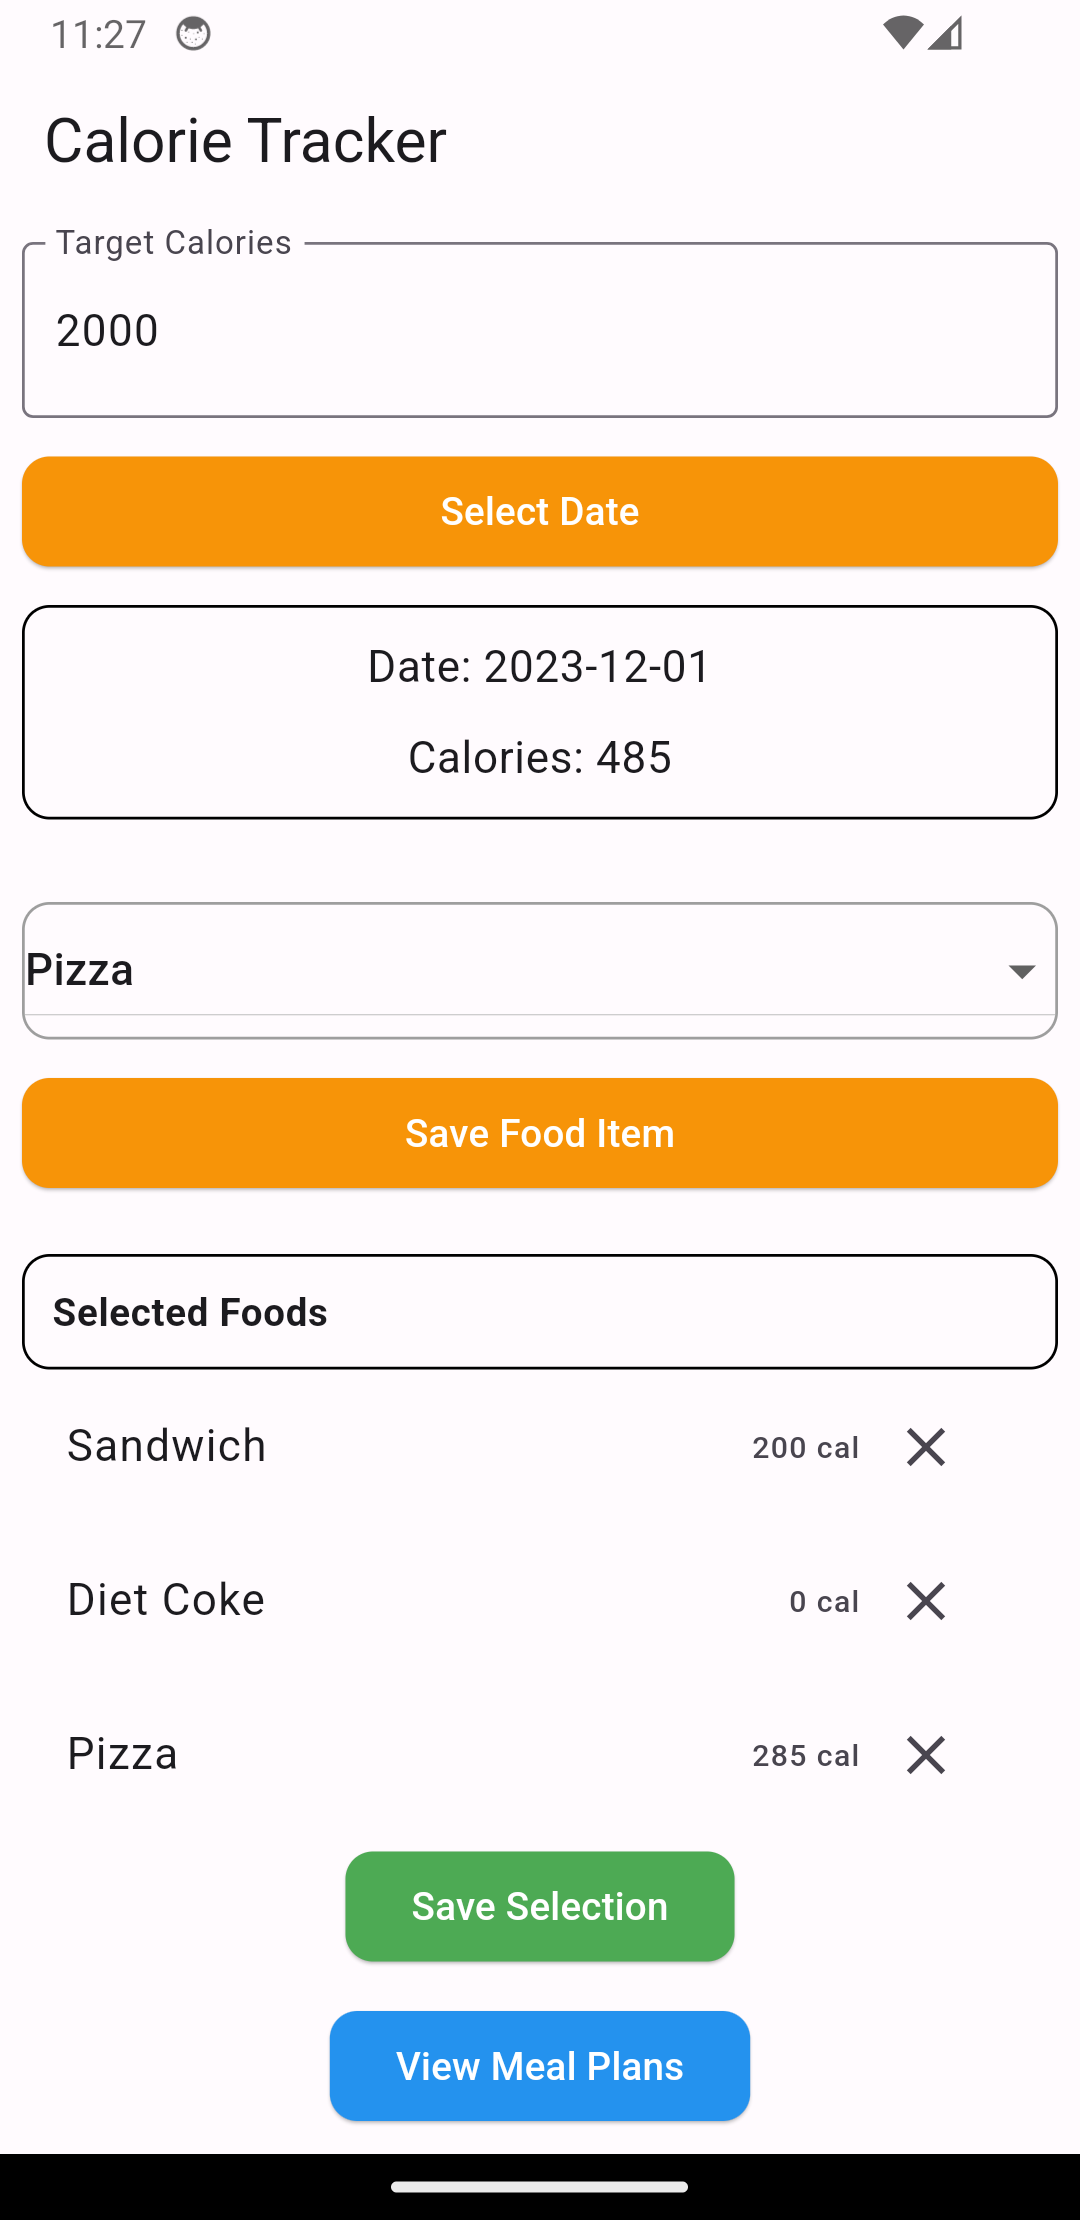 11:27
Calorie Tracker
Target Calories
2000
Select Date
Date: 2023-12-01
Calories: 485
Pizza
Save Food Item
Selected Foods
Sandwich 200 cal
Diet Coke 0 cal
Pizza 285 cal
Save Selection
View Meal Plans